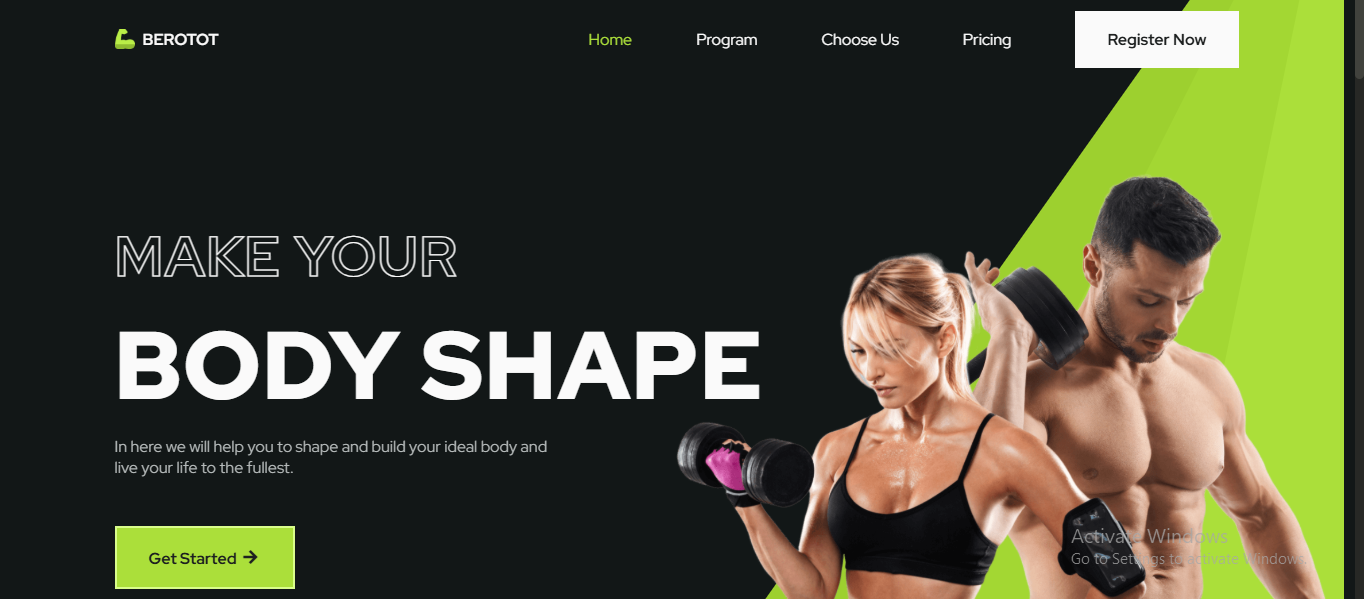 BEROTOT
Home
Program
Choose Us
Pricing
Register Now
MAKE YOUR
BODY SHAPE
In here we will help you to shape and build your ideal body and
live your life to the fullest.
Get Started
Activate Windows
Go to Settings to activate Windows.